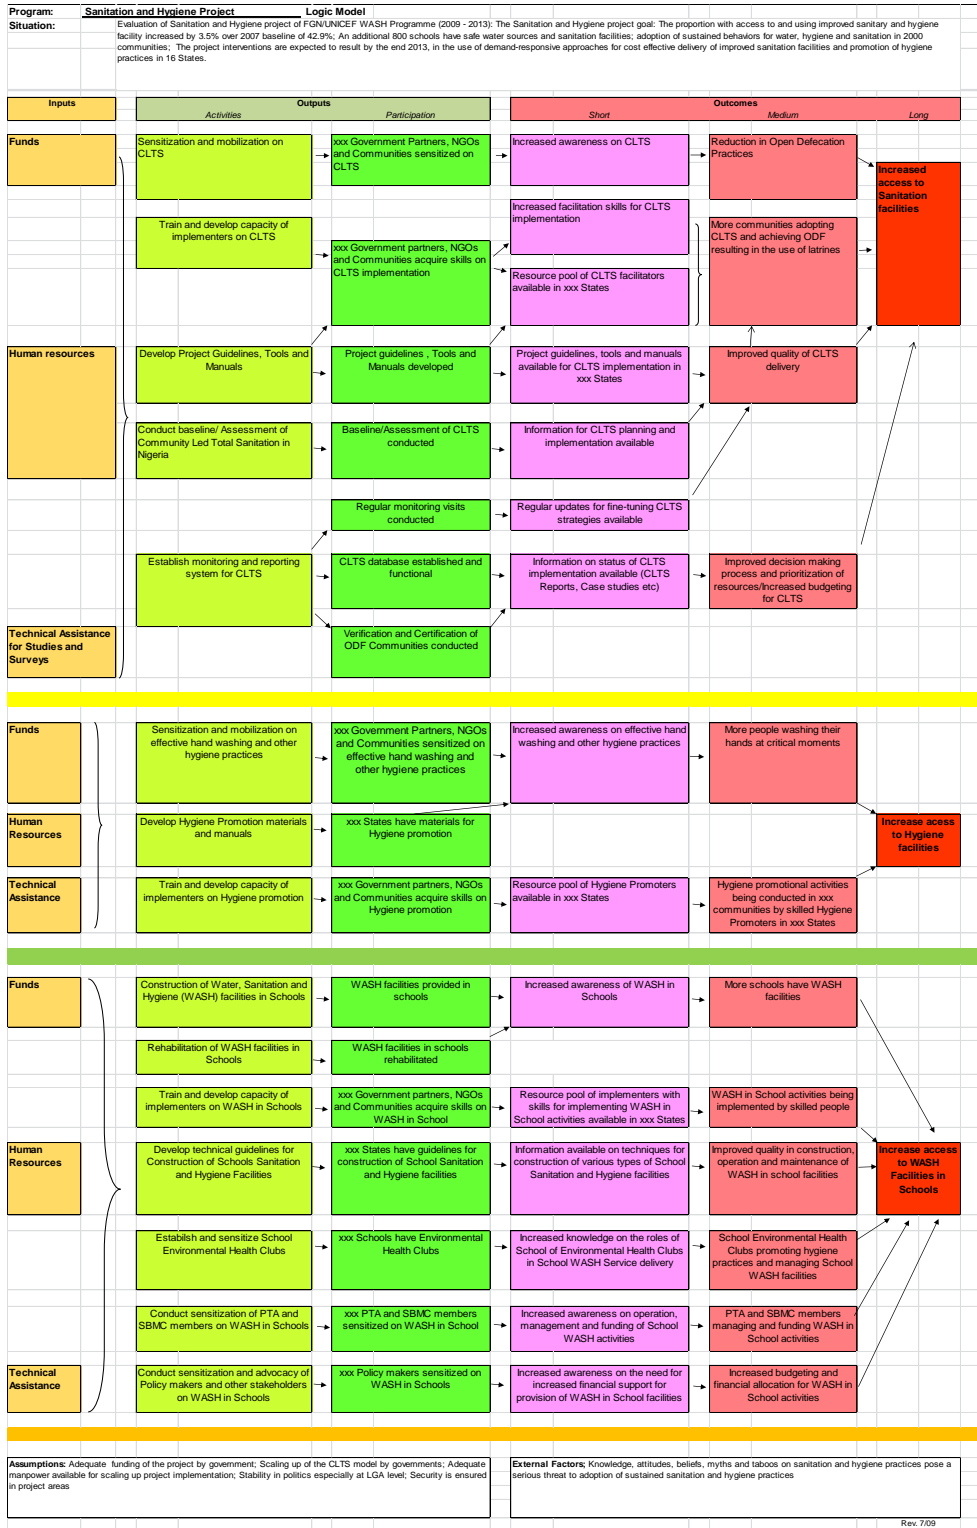 Program: Sanitation and Hygiene Project Logic Model
Situation: Evaluation of Sanitation and Hygiene project of FGN/UNICEF WASH Programme (2009 - 2013): The Sanitation and Hygiene project goal: The proportion with access to and using improved sanitary and hygiene
facility increased by 3.5% over 2007 baseline of 42.9%; An additional 800 schools have safe water sources and sanitation facilities; adoption of sustained behaviors for water, hygiene and sanitation in 2000
communities; The project interventions are expected to result by the end 2013, in the use of demand-responsive approaches for cost effective delivery of improved sanitation facilities and promotion of hygiene
practices in 16 States.
Inputs
Outputs
Activities Participation
Outcomes
Short Medium Long
Funds
Sensitization and mobilization on
CLTS
xxx Government Partners, NGOs
and Communities sensitized on
CLTS
Increased awareness on CLTS
Reduction in Open Defecation
Practices
Increased
access to
Sanitation
facilities
Train and develop capacity of
implementers on CLTS
xxx Government partners, NGOs
and Communities acquire skills on
CLTS implementation
Increased facilitation skills for CLTS
implementation
Resource pool of CLTS facilitators
available in xxx States
More communities adopting
CLTS and achieving ODF
resulting in the use of latrines
Human resources
Develop Project Guidelines, Tools and
Manuals
Project guidelines , Tools and
Manuals developed
Project guidelines, tools and manuals
available for CLTS implementation in
xxx States
Improved quality of CLTS
delivery
Conduct baseline/ Assessment of
Community Led Total Sanitation in
Nigeria
Baseline/Assessment of CLTS
conducted
Information for CLTS planning and
implementation available
Regular monitoring visits
conducted
Regular updates for fine-tuning CLTS
strategies available
Establish monitoring and reporting
system for CLTS
CLTS database established and
functional
Information on status of CLTS
implementation available (CLTS
Reports, Case studies etc)
Improved decision making
process and prioritization of
resources/Increased budgeting
for CLTS
Technical Assistance
for Studies and
Surveys
Verification and Certification of
ODF Communities conducted
Funds
Sensitization and mobilization on
effective hand washing and other
hygiene practices
xxx Government Partners, NGOs
and Communities sensitized on
effective hand washing and
other hygiene practices
Increased awareness on effective hand
washing and other hygiene practices
More people washing their
hands at critical moments
Human
Resources
Develop Hygiene Promotion materials
and manuals
xxx States have materials for
Hygiene promotion
Increase acess
to Hygiene
facilities
Technical
Assistance
Train and develop capacity of
implementers on Hygiene promotion
xxx Government partners, NGOs
and Communities acquire skills on
Hygiene promotion
Resource pool of Hygiene Promoters
available in xxx States
Hygiene promotional activities
being conducted in xxx
communities by skilled Hygiene
Promoters in xxx States
Funds
Construction of Water, Sanitation and
Hygiene (WASH) facilities in Schools
WASH facilities provided in
schools
Increased awareness of WASH in
Schools
More schools have WASH
facilities
Rehabilitation of WASH facilities in
Schools
WASH facilities in schools
rehabilitated
Train and develop capacity of
implementers on WASH in Schools
xxx Government partners, NGOs
and Communities acquire skills on
WASH in School
Resource pool of implementers with
skills for implementing WASH in
School activities available in xxx States
WASH in School activities being
implemented by skilled people
Human
Resources
Develop technical guidelines for
Construction of Schools Sanitation
and Hygiene Facilities
xxx States have guidelines for
construction of School Sanitation
and Hygiene facilities
Information available on techniques for
construction of various types of School
Sanitation and Hygiene facilities
Improved quality in construction,
operation and maintenance of
WASH in school facilities
Increase access
to WASH
Facilities in
Schools
Estabilsh and sensitize School
Environmental Health Clubs
xxx Schools have Environmental
Health Clubs
Increased knowledge on the roles of
School of Environmental Health Clubs
in School WASH Service delivery
School Environmental Health
Clubs promoting hygiene
practices and managing School
WASH facilities
Conduct sensitization of PTA and
SBMC members on WASH in Schools
xxx PTA and SBMC members
sensitized on WASH in School
Increased awareness on operation,
management and funding of School
WASH activities
PTA and SBMC members
managing and funding WASH in
School activities
Technical
Assistance
Conduct sensitization and advocacy of
Policy makers and other stakeholders
on WASH in Schools
xxx Policy makers sensitized on
WASH in Schools
Increased awareness on the need for
increased financial support for
provision of WASH in School facilities
Increased budgeting and
financial allocation for WASH in
School activities
Assumptions: Adequate funding of the project by government; Scaling up of the CLTS model by governments; Adequate
manpower available for scaling up project implementation; Stability in politics especially at LGA level; Security is ensured
in project areas
External Factors; Knowledge, attitudes, beliefs, myths and taboos on sanitation and hygiene practices pose a
serious threat to adoption of sustained sanitation and hygiene practices
Rev. 7/09